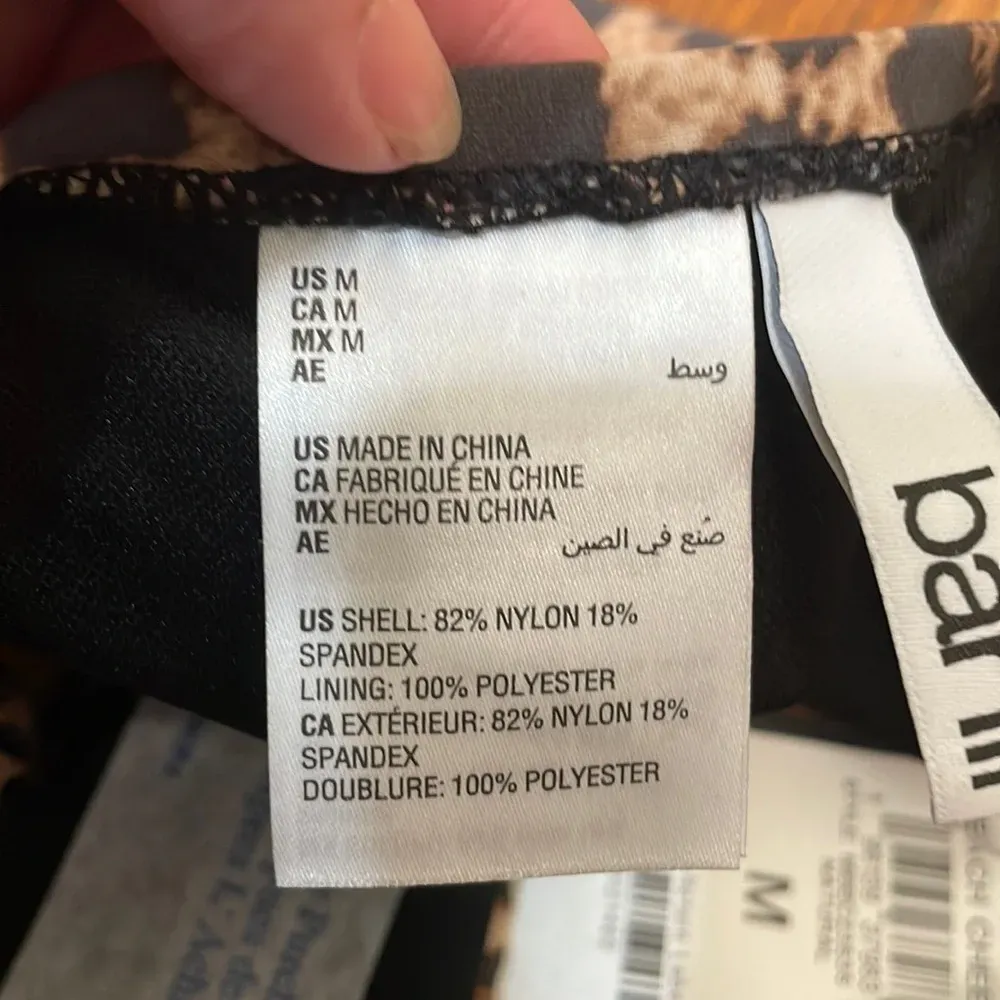 US M
CA M
MX M
AE وسط
US MADE IN CHINA
CA FABRIQUÉ EN CHINE
MX HECHO EN CHINA
AE صُنع في الصين
US SHELL: 82% NYLON 18%
SPANDEX
LINING: 100% POLYESTER
CA EXTÉRIEUR: 82% NYLON 18%
SPANDEX
DOUBLURE: 100% POLYESTER
bar III
M